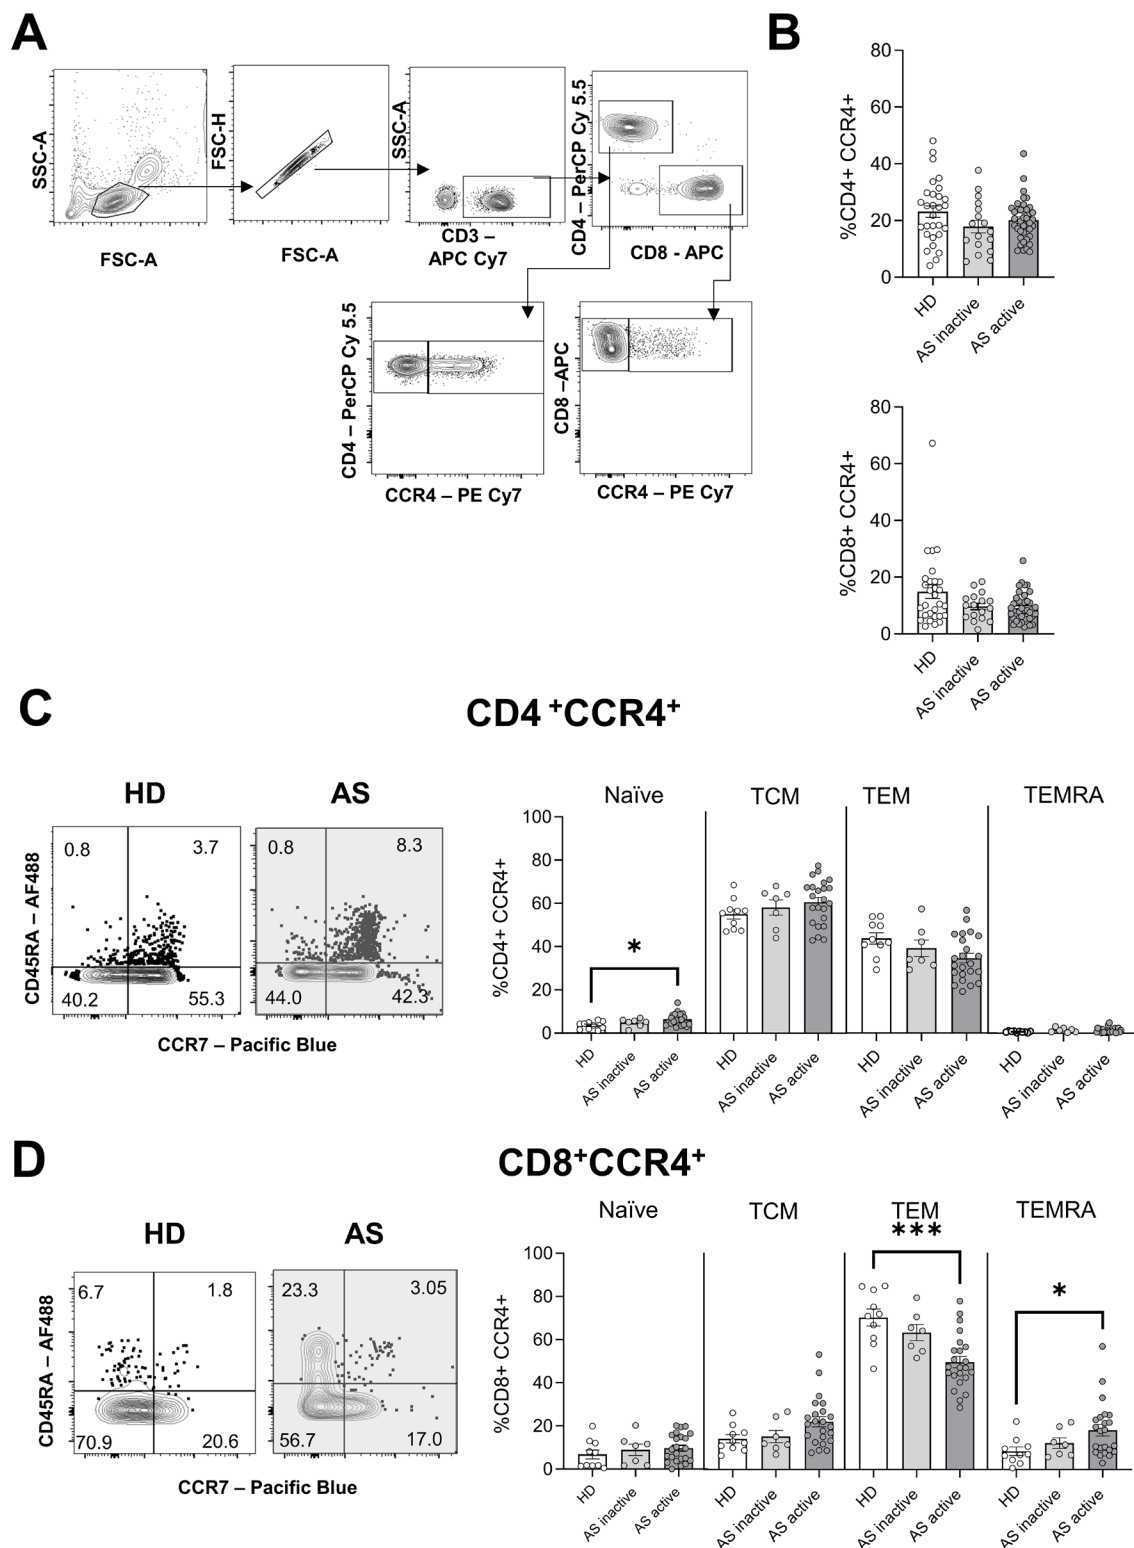 A
SSC-A
FSC-A
FSC-H
FSC-A
SSC-A
CD3 –
APC Cy7
CD4 – PerCP Cy 5.5
CD8 - APC
CD4 – PerCP Cy 5.5
CCR4 – PE Cy7
CD8 –APC
CCR4 – PE Cy7
B
%CD4+ CCR4+
80
60
40
20
0
HD
AS inactive
AS active
%CD8+ CCR4+
80
60
40
20
0
HD
AS inactive
AS active
C
CD4 +CCR4+
HD
AS
CD45RA – AF488
0.8
3.7
40.2
55.3
0.8
8.3
44.0
42.3
CCR7 – Pacific Blue
Naïve
TCM
TEM
TEMRA
%CD4+ CCR4+
100
80
60
40
20
0
*
HD
AS inactive
AS active
HD
AS inactive
AS active
HD
AS inactive
AS active
HD
AS inactive
AS active
D
CD8+CCR4+
HD
AS
CD45RA – AF488
6.7
1.8
70.9
20.6
23.3
3.05
56.7
17.0
CCR7 – Pacific Blue
Naïve
TCM
TEM
TEMRA
%CD8+ CCR4+
100
80
60
40
20
0
***
*
HD
AS inactive
AS active
HD
AS inactive
AS active
HD
AS inactive
AS active
HD
AS inactive
AS active